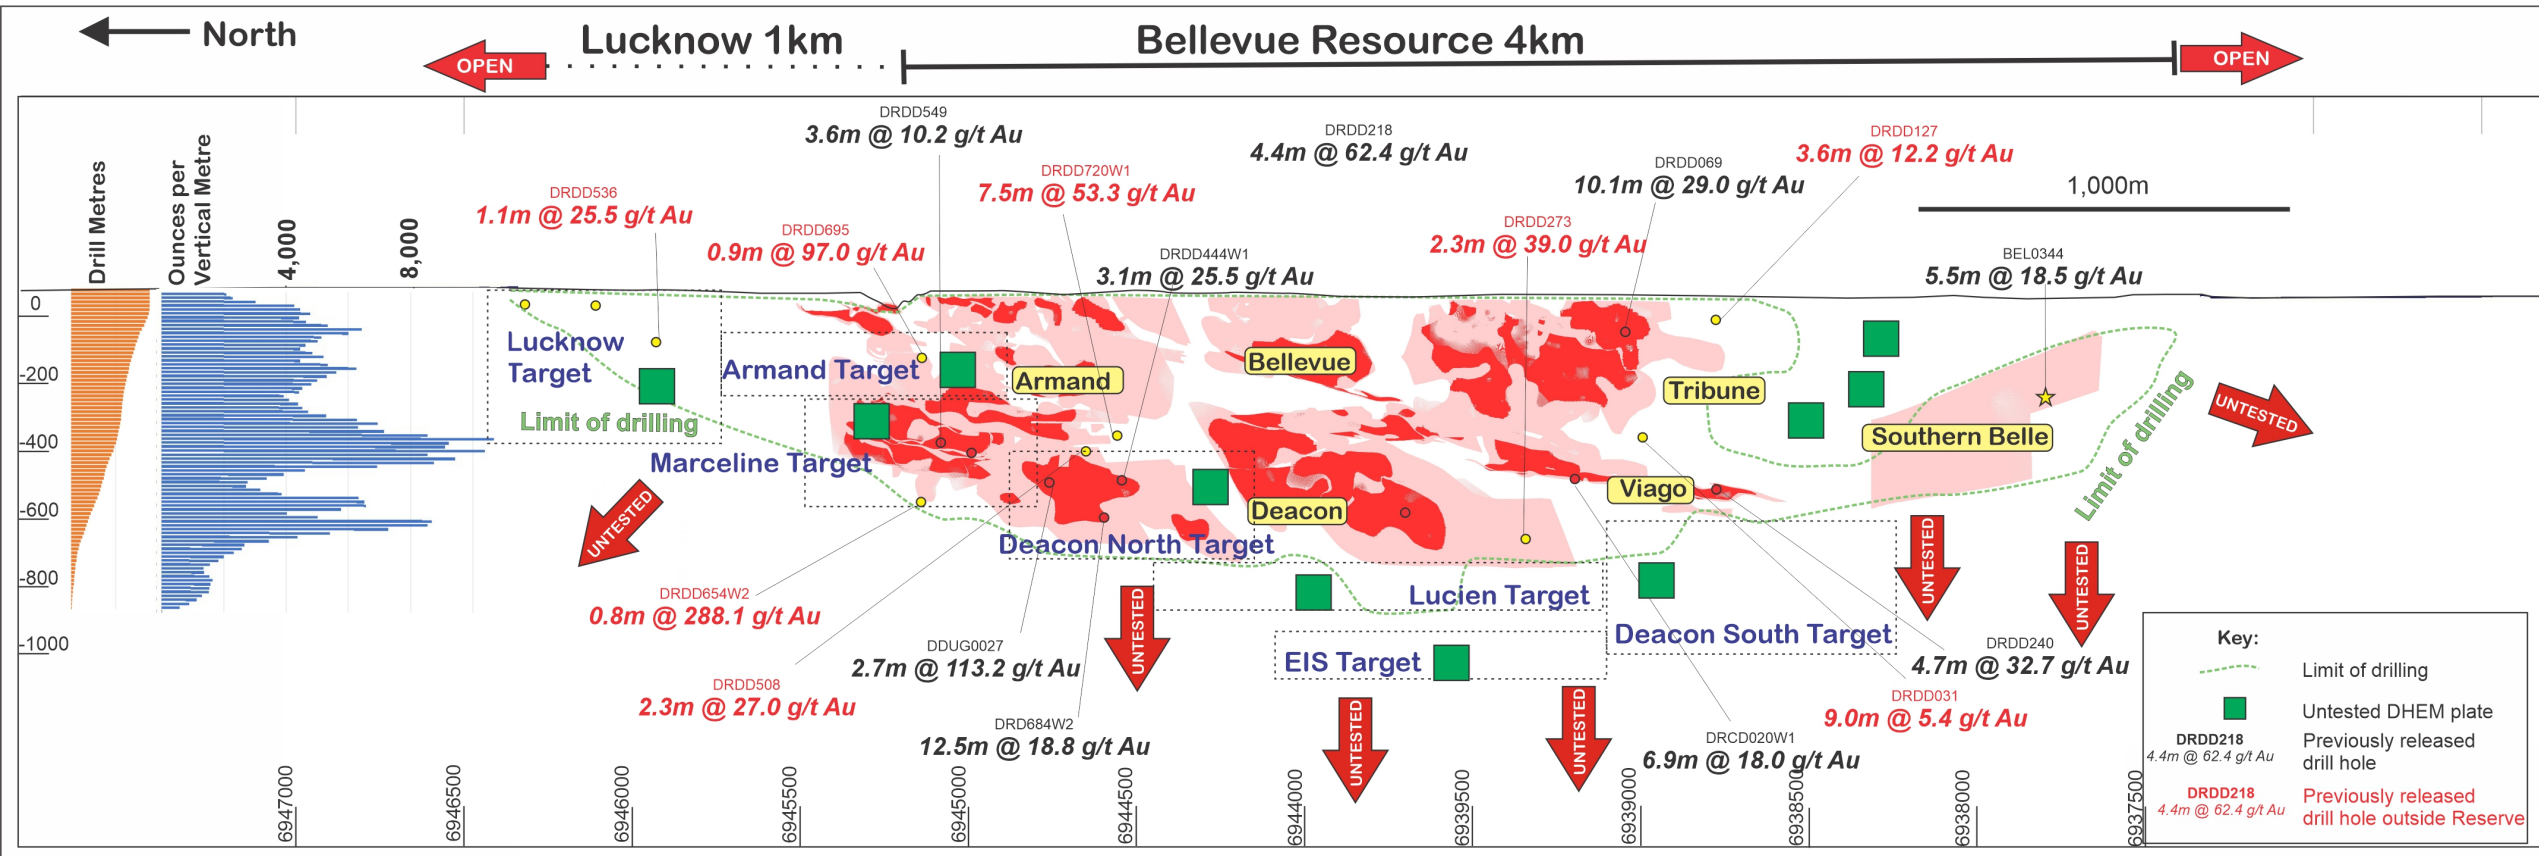 North
OPEN
Lucknow 1km
Bellevue Resource 4km
OPEN
Drill Metres
Ounces per
Vertical Metre
4,000
8,000
DRDD549
3.6m @ 10.2 g/t Au
DRDD218
4.4m @ 62.4 g/t Au
DRDD127
3.6m @ 12.2 g/t Au
DRDD720W1
7.5m @ 53.3 g/t Au
DRDD069
10.1m @ 29.0 g/t Au
1,000m
DRDD536
1.1m @ 25.5 g/t Au
DRDD695
0.9m @ 97.0 g/t Au
DRDD273
2.3m @ 39.0 g/t Au
DRDD444W1
3.1m @ 25.5 g/t Au
BEL0344
5.5m @ 18.5 g/t Au
0
-200
-400
-600
-800
-1000
Lucknow
Target
Armand Target
Armand
Bellevue
Tribune
Limit of drilling
Southern Belle
Limit of drilling
UNTESTED
Marceline Target
Viago
Deacon
UNTESTED
Deacon North Target
UNTESTED
UNTESTED
DRDD654W2
0.8m @ 288.1 g/t Au
UNTESTED
Lucien Target
Deacon South Target
EIS Target
DDUG0027
2.7m @ 113.2 g/t Au
DRDD240
4.7m @ 32.7 g/t Au
DRDD508
2.3m @ 27.0 g/t Au
DRDD031
9.0m @ 5.4 g/t Au
DRD684W2
12.5m @ 18.8 g/t Au
UNTESTED
UNTESTED
DRCD020W1
6.9m @ 18.0 g/t Au
Key:
Limit of drilling
Untested DHEM plate
DRDD218
4.4m @ 62.4 g/t Au
Previously released
drill hole
DRDD218
4.4m @ 62.4 g/t Au
Previously released
drill hole outside Reserve
6947000
6946500
6946000
6945500
6945000
6944500
6944000
6939500
6939000
6938500
6938000
6937500